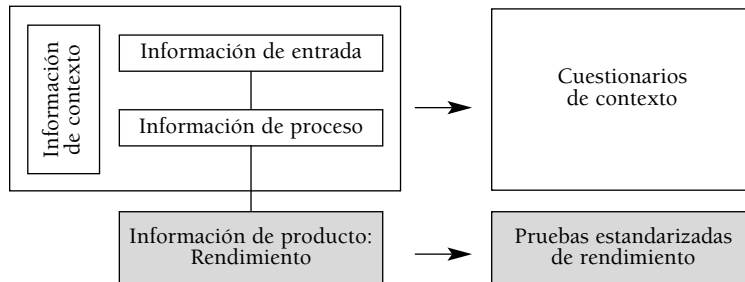 Información
de contexto
Información de entrada
Información de proceso
Cuestionarios
de contexto
Información de producto:
Rendimiento
Pruebas estandarizadas
de rendimiento